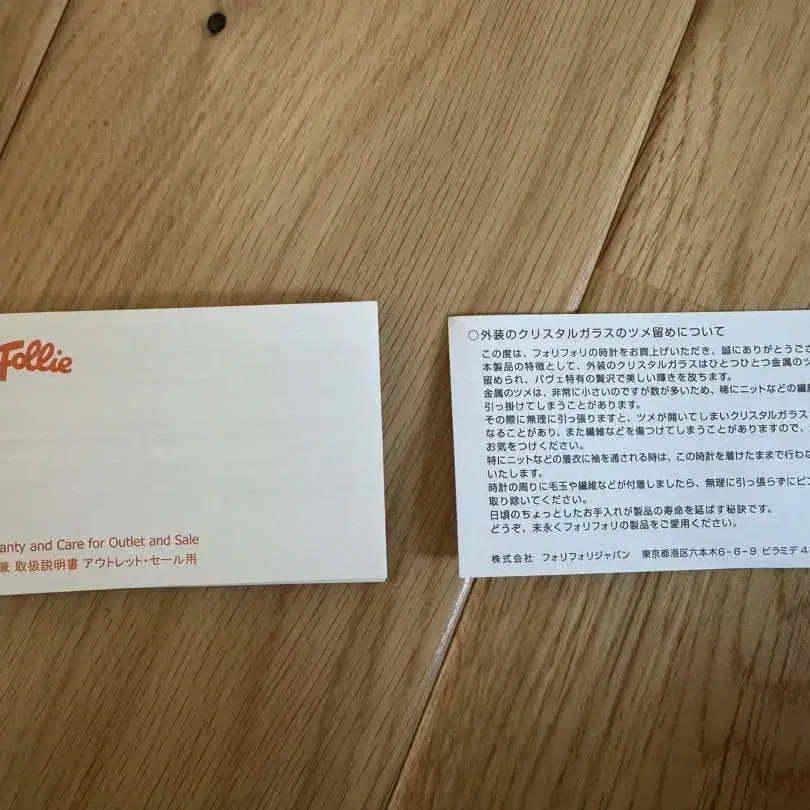 Follie
anty and Care for Outlet and Sale
兼 取扱説明書 アウトレット・セール用
○外装のクリスタルガラスのツメ留めについて
この度は、フォリフォリの時計をお買上げいただき、誠にありがとうござ
本製品の特徴として、外装のクリスタルガラスはひとつひとつ金属のツ
留められ、パヴェ特有の贅沢で美しい輝きを放ちます。
金属のツメは、非常に小さいのですが数が多いため、稀にニットなどの繊
引っ掛けてしまうことがあります。
その際に無理に引っ張りますと、ツメが開いてしまいクリスタルガラス
なることがあり、また繊維などを傷つけてしまうことがありますので、
お気をつけください。
特にニットなどの着衣に袖を通される時は、この時計を着けたままで行わな
いたします。
時計の周りに毛玉や繊維などが付着しましたら、無理に引っ張らずにピン
取り除いてください。
日頃のちょっとしたお手入れが製品の寿命を延ばす秘訣です。
どうぞ、末永くフォリフォリの製品をご愛用ください。
株式会社 フォリフォリジャパン 東京都港区六本木6-6-9 ピラミデ 4